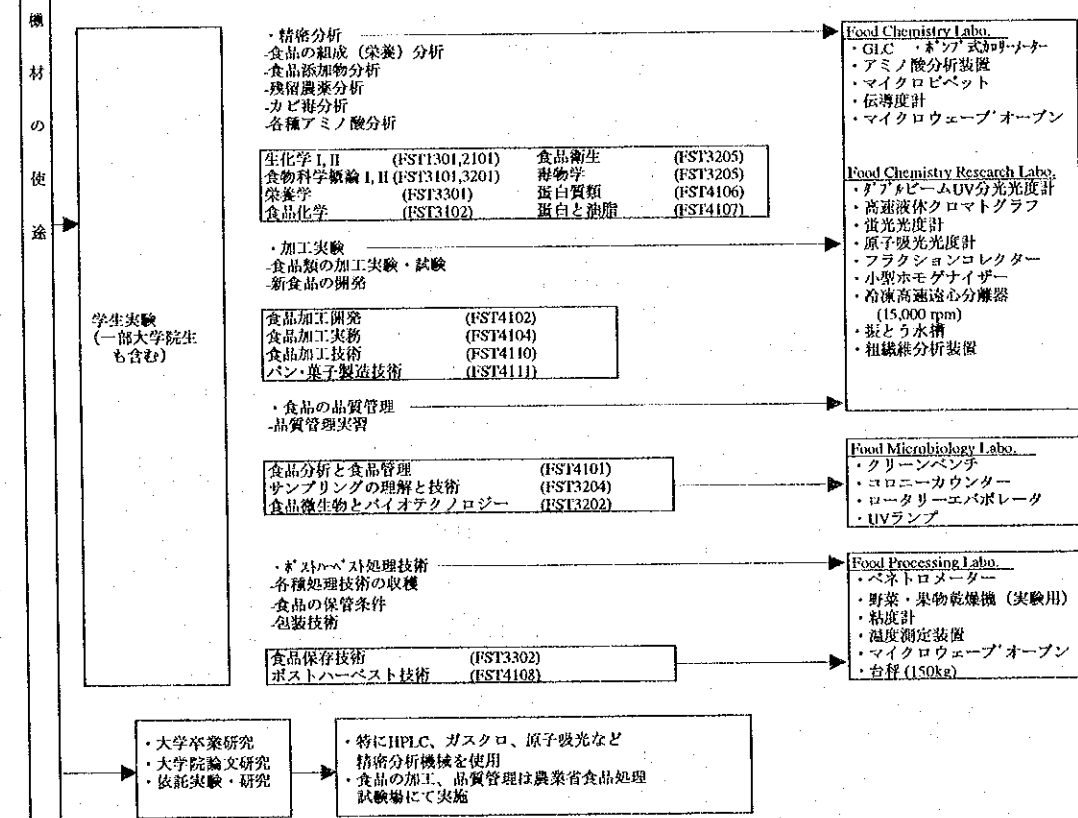 機材の使途
学生実験
(一部大学院生
も含む)
・精密分析
-食品の組成（栄養）分析
-食品添加物分析
-残留農薬分析
-カビ毒分析
-各種アミノ酸分析
生化学 I, II (FST1301,2101) 食品衛生 (FST3205)
食物科学概論 I, II (FST3101,3201) 毒物学 (FST3205)
栄養学 (FST3301) 蛋白質類 (FST4106)
食品化学 (FST3102) 蛋白と油脂 (FST4107)
・加工実験
-食品類の加工実験・試験
-新食品の開発
食品加工開発 (FST4102)
食品加工実務 (FST4104)
食品加工技術 (FST4110)
パン・菓子製造技術 (FST4111)
・食品の品質管理
-品質管理実習
食品分析と食品管理 (FST4101)
サンプリングの理解と技術 (FST3204)
食品微生物とバイオテクノロジー (FST3202)
・ポストハーベスト処理技術
-各種処理技術の収穫
-食品の保管条件
-包装技術
食品保存技術 (FST3302)
ポストハーベスト技術 (FST4108)
Food Chemistry Labo.
・GLC ・ボンブ式カロリーメーター
・アミノ酸分析装置
・マイクロピペット
・伝導度計
・マイクロウェーブオーブン
Food Chemistry Research Labo.
・ダブルビームUV分光光度計
・高速液体クロマトグラフ
・蛍光光度計
・原子吸光光度計
・フラクションコレクター
・小型ホモグナイザー
・冷凍高速遠心分離器
(15,000 rpm)
・振とう水槽
・粗繊維分析装置
Food Microbiology Labo.
・クリーンベンチ
・コロニーカウンター
・ロータリーエバポレータ
・UVランプ
Food Processing Labo.
・ペネトロメーター
・野菜・果物乾燥機（実験用）
・粘度計
・温度測定装置
・マイクロウェーブオーブン
・台秤 (150kg)
・大学卒業研究
・大学院論文研究
・依託実験・研究
・特にHPLC、ガスクロ、原子吸光など
精密分析機械を使用
・食品の加工、品質管理は農業省食品処理
試験場にて実施